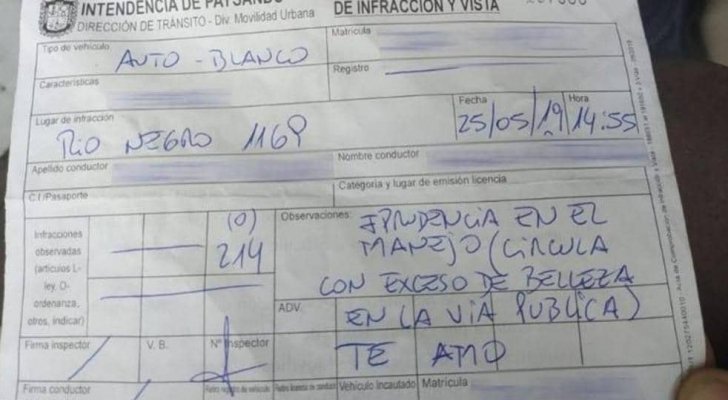 INTENDENCIA DE PAYSANDÚ
DE INFRACCIÓN Y VISTA
DIRECCIÓN DE TRÁNSITO - Div. Movilidad Urbana
Tipo de vehículo
AUTO - BLANCO
Matrícula
Registro
Características
Lugar de infracción
RIO NEGRO 1169
Fecha
25/05/19
Hora
14:55
Apellido conductor
Nombre conductor
C.I/Pasaporte
Categoría y lugar de emisión licencia
Infracciones
observadas
(artículos L-
ley, O-
ordenanza,
otros, indicar)
(0)
214
Observaciones:
IPRUDENCIA EN EL
MANEJO (CIRCULA
CON EXCESO DE BELLEZA
EN LA VIA PUBLICA)
TE AMO
ADV.
Firma inspector
V. B.
Nº Inspector
Firma conductor
Vehículo Incautado
Matrícula